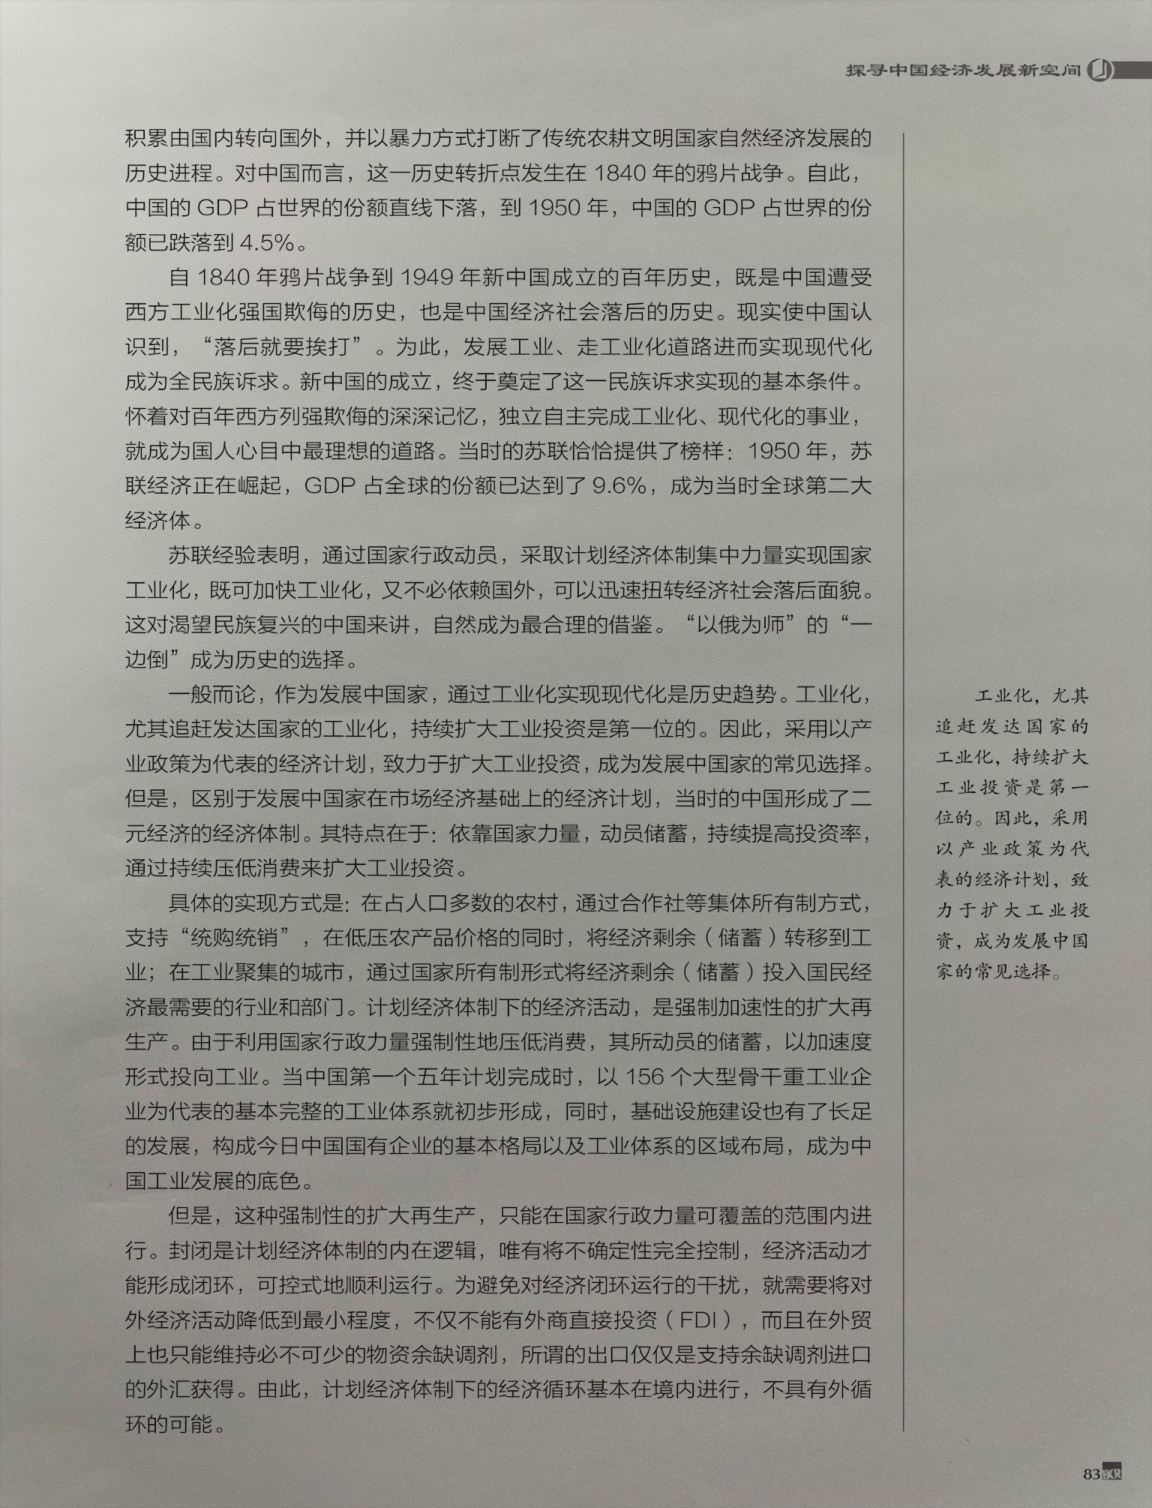 探寻中国经济发展新空间
积累由国内转向国外，并以暴力方式打断了传统农耕文明国家自然经济发展的
历史进程。对中国而言，这一历史转折点发生在 1840 年的鸦片战争。自此，
中国的 GDP 占世界的份额直线下落，到 1950 年，中国的 GDP 占世界的份
额已跌落到 4.5%。
自 1840 年鸦片战争到 1949 年新中国成立的百年历史，既是中国遭受
西方工业化强国欺侮的历史，也是中国经济社会落后的历史。现实使中国认
识到，“落后就要挨打”。为此，发展工业、走工业化道路进而实现现代化
成为全民族诉求。新中国的成立，终于奠定了这一民族诉求实现的基本条件。
怀着对百年西方列强欺侮的深深记忆，独立自主完成工业化、现代化的事业，
就成为国人心目中最理想的道路。当时的苏联恰恰提供了榜样：1950 年，苏
联经济正在崛起，GDP 占全球的份额已达到了 9.6%，成为当时全球第二大
经济体。
苏联经验表明，通过国家行政动员，采取计划经济体制集中力量实现国家
工业化，既可加快工业化，又不必依赖国外，可以迅速扭转经济社会落后面貌。
这对渴望民族复兴的中国来讲，自然成为最合理的借鉴。“以俄为师”的“一
边倒”成为历史的选择。
一般而论，作为发展中国家，通过工业化实现现代化是历史趋势。工业化，
尤其追赶发达国家的工业化，持续扩大工业投资是第一位的。因此，采用以产
业政策为代表的经济计划，致力于扩大工业投资，成为发展中国家的常见选择。
但是，区别于发展中国家在市场经济基础上的经济计划，当时的中国形成了二
元经济的经济体制。其特点在于：依靠国家力量，动员储蓄，持续提高投资率，
通过持续压低消费来扩大工业投资。
具体的实现方式是：在占人口多数的农村，通过合作社等集体所有制方式，
支持“统购统销”，在低压农产品价格的同时，将经济剩余（储蓄）转移到工
业；在工业聚集的城市，通过国家所有制形式将经济剩余（储蓄）投入国民经
济最需要的行业和部门。计划经济体制下的经济活动，是强制加速性的扩大再
生产。由于利用国家行政力量强制性地压低消费，其所动员的储蓄，以加速度
形式投向工业。当中国第一个五年计划完成时，以 156 个大型骨干重工业企
业为代表的基本完整的工业体系就初步形成，同时，基础设施建设也有了长足
的发展，构成今日中国国有企业的基本格局以及工业体系的区域布局，成为中
国工业发展的底色。
但是，这种强制性的扩大再生产，只能在国家行政力量可覆盖的范围内进
行。封闭是计划经济体制的内在逻辑，唯有将不确定性完全控制，经济活动才
能形成闭环，可控式地顺利运行。为避免对经济闭环运行的干扰，就需要将对
外经济活动降低到最小程度，不仅不能有外商直接投资（FDI），而且在外贸
上也只能维持必不可少的物资余缺调剂，所谓的出口仅仅是支持余缺调剂进口
的外汇获得。由此，计划经济体制下的经济循环基本在境内进行，不具有外循
环的可能。
工业化，尤其
追赶发达国家的
工业化，持续扩大
工业投资是第一
位的。因此，采用
以产业政策为代
表的经济计划，致
力于扩大工业投
资，成为发展中国
家的常见选择。
83